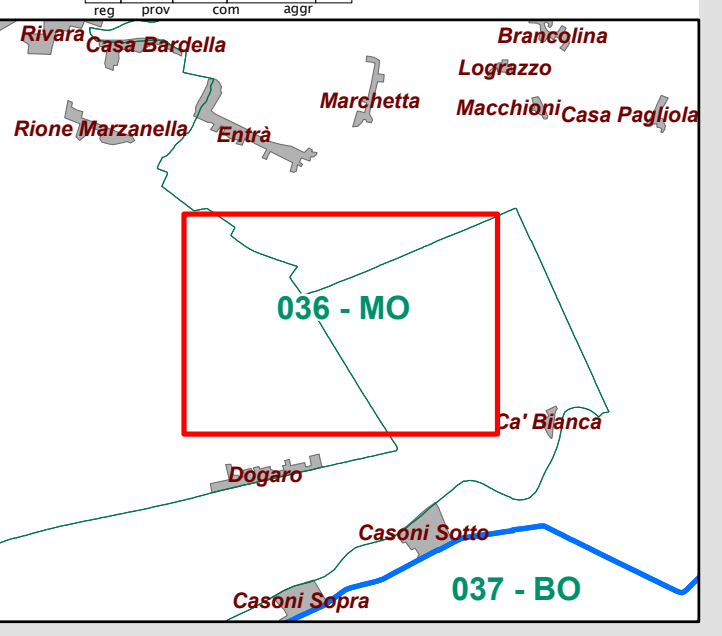 reg prov com aggr
Rivara
Casa Bardella
Brancolina
Lograzzo
Marchetta
Macchioni
Casa Pagliola
Rione Marzanella
Entrà
036 - MO
Ca' Bianca
Dogaro
Casoni Sotto
037 - BO
Casoni Sopra